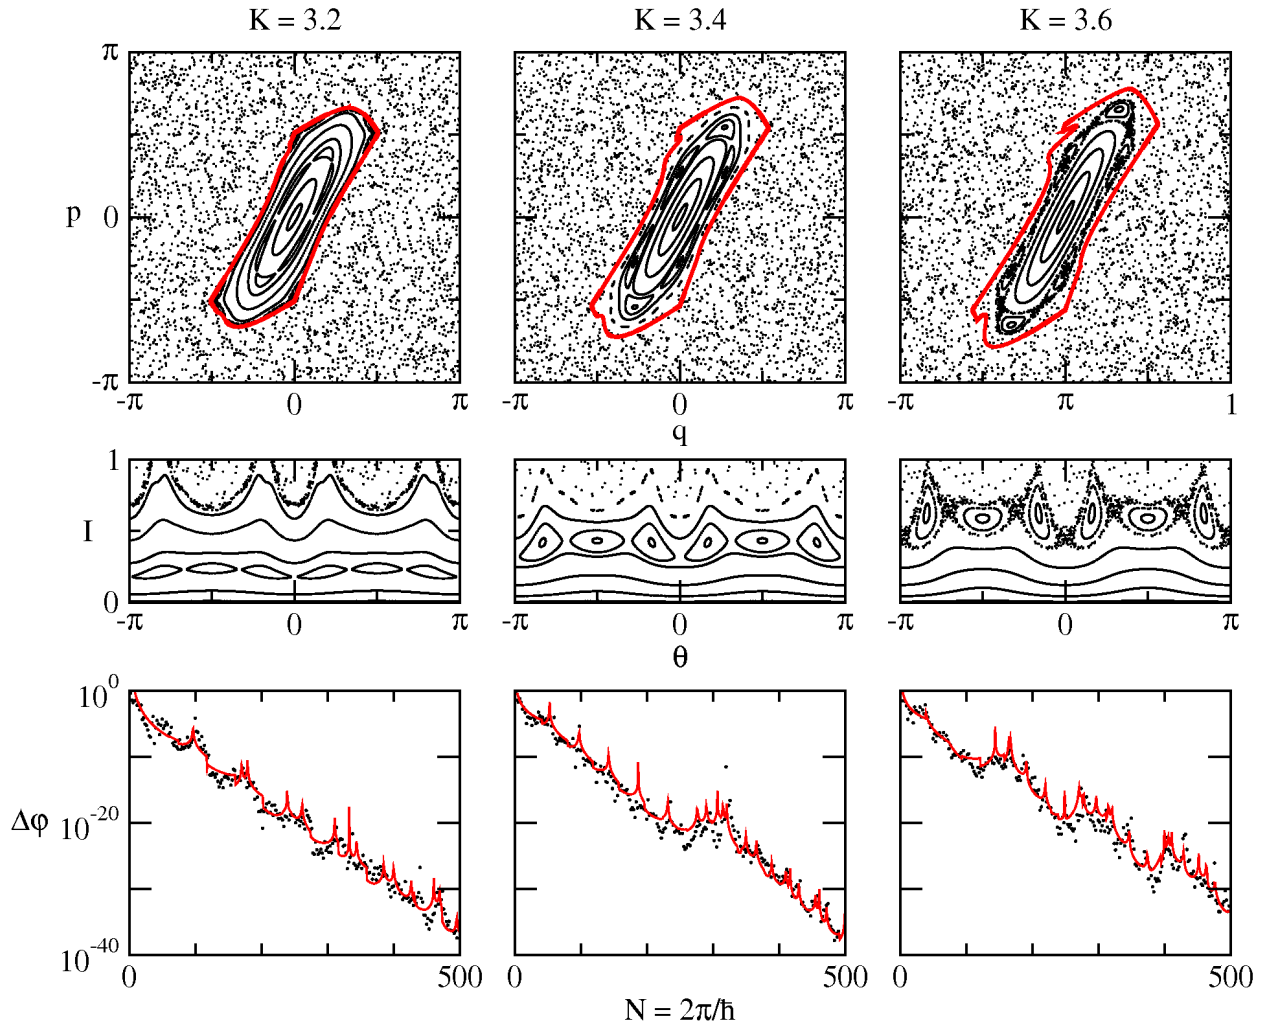 K = 3.2 K = 3.4 K = 3.6
π
p 0
-π
-π 0 π -π 0 π -π π 1
q
1
I
0
-π 0 π -π 0 π -π 0 π
θ
10^0
Δφ 10^-20
10^-40
0 500 0 500 0 500
N = 2π/ħ